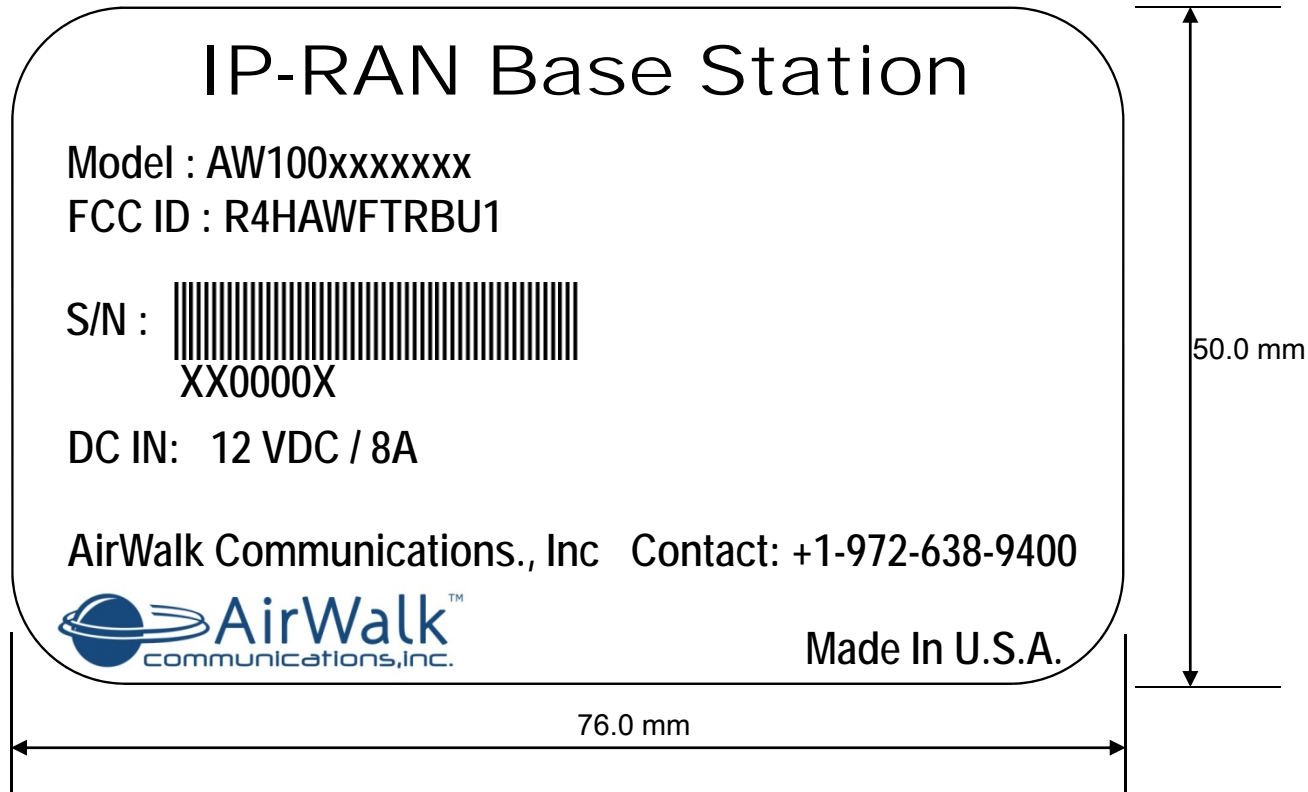 IP-RAN Base Station
Model : AW100xxxxxxx
FCC ID : R4HAWFTRBU1
S/N :
XX0000X
DC IN: 12 VDC / 8A
AirWalk Communications., Inc Contact: +1-972-638-9400
AirWalk™
communications,inc.
Made In U.S.A.
50.0 mm
76.0 mm